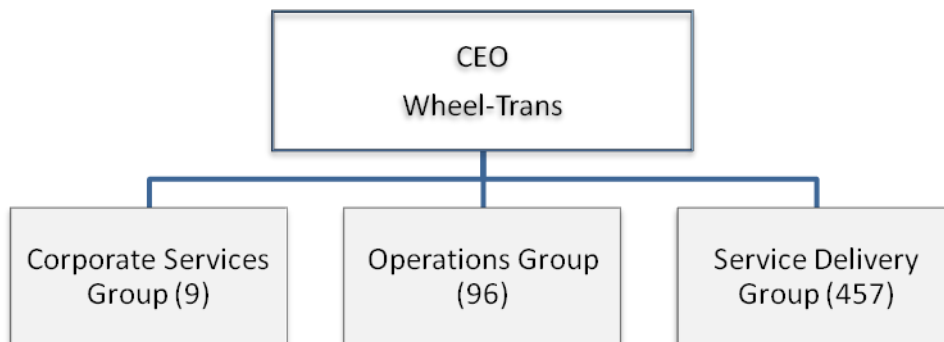 CEO
Wheel-Trans
Corporate Services
Group (9)
Operations Group
(96)
Service Delivery
Group (457)